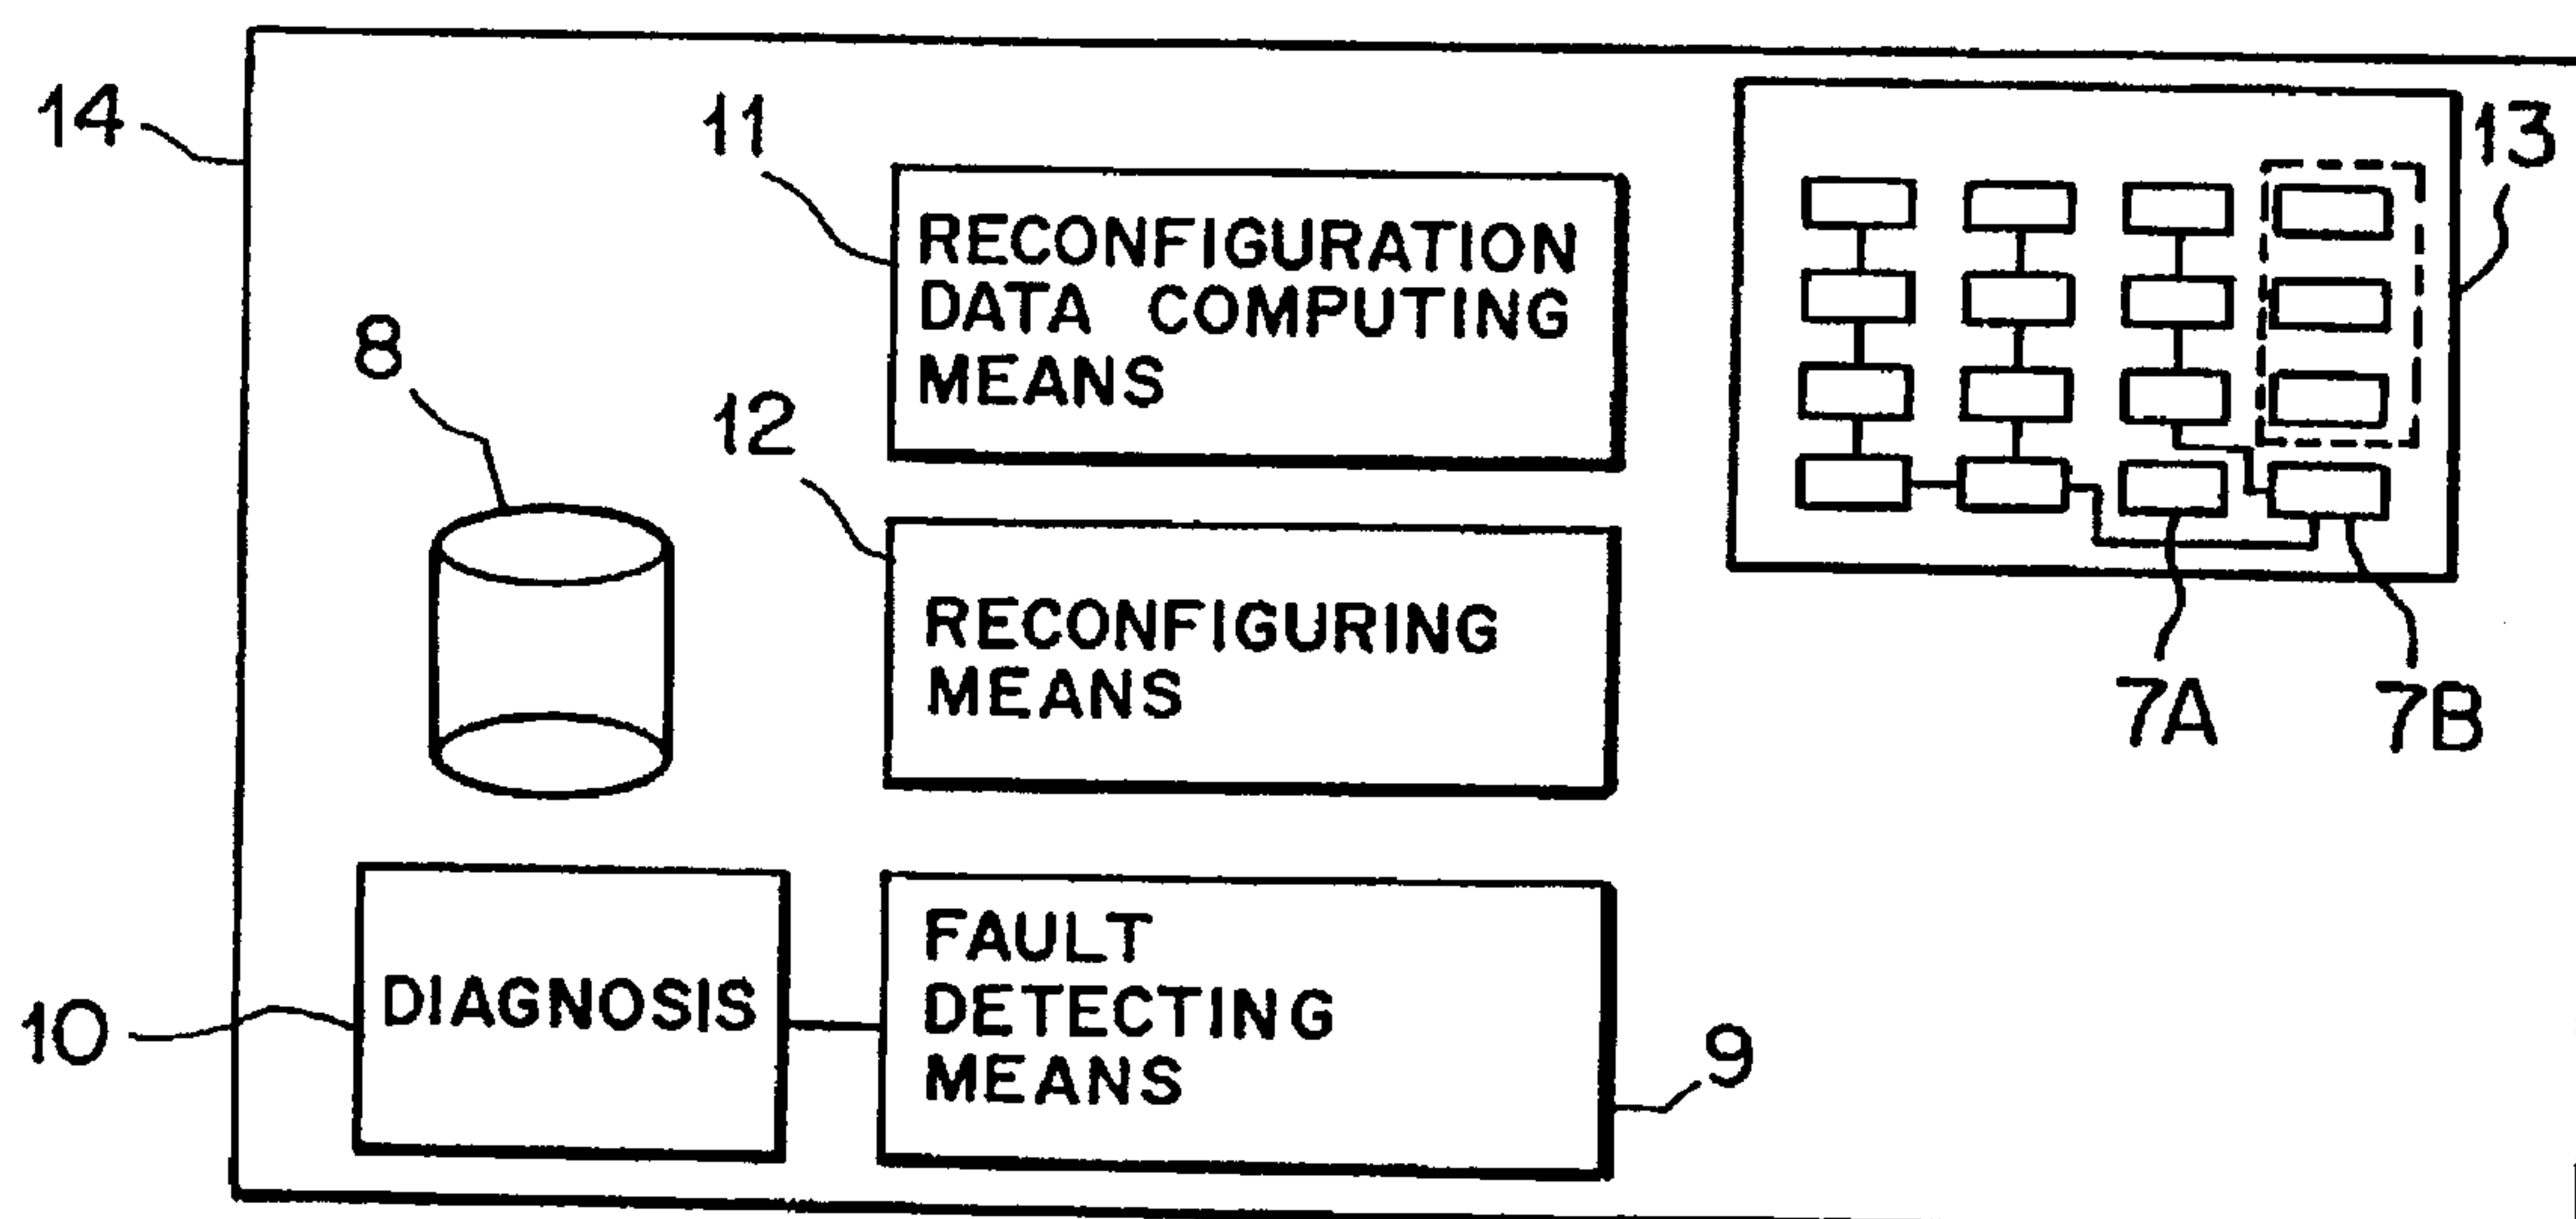 14
11
RECONFIGURATION
DATA COMPUTING
MEANS
13
8
12
RECONFIGURING
MEANS
7A
7B
10
DIAGNOSIS
FAULT
DETECTING
MEANS
9